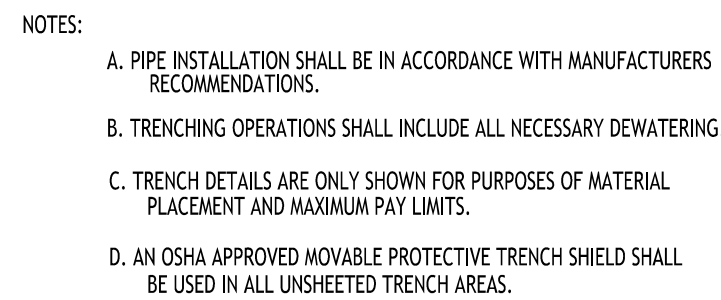 NOTES:
A. PIPE INSTALLATION SHALL BE IN ACCORDANCE WITH MANUFACTURERS
RECOMMENDATIONS.
B. TRENCHING OPERATIONS SHALL INCLUDE ALL NECESSARY DEWATERING
C. TRENCH DETAILS ARE ONLY SHOWN FOR PURPOSES OF MATERIAL
PLACEMENT AND MAXIMUM PAY LIMITS.
D. AN OSHA APPROVED MOVABLE PROTECTIVE TRENCH SHIELD SHALL
BE USED IN ALL UNSHEETED TRENCH AREAS.